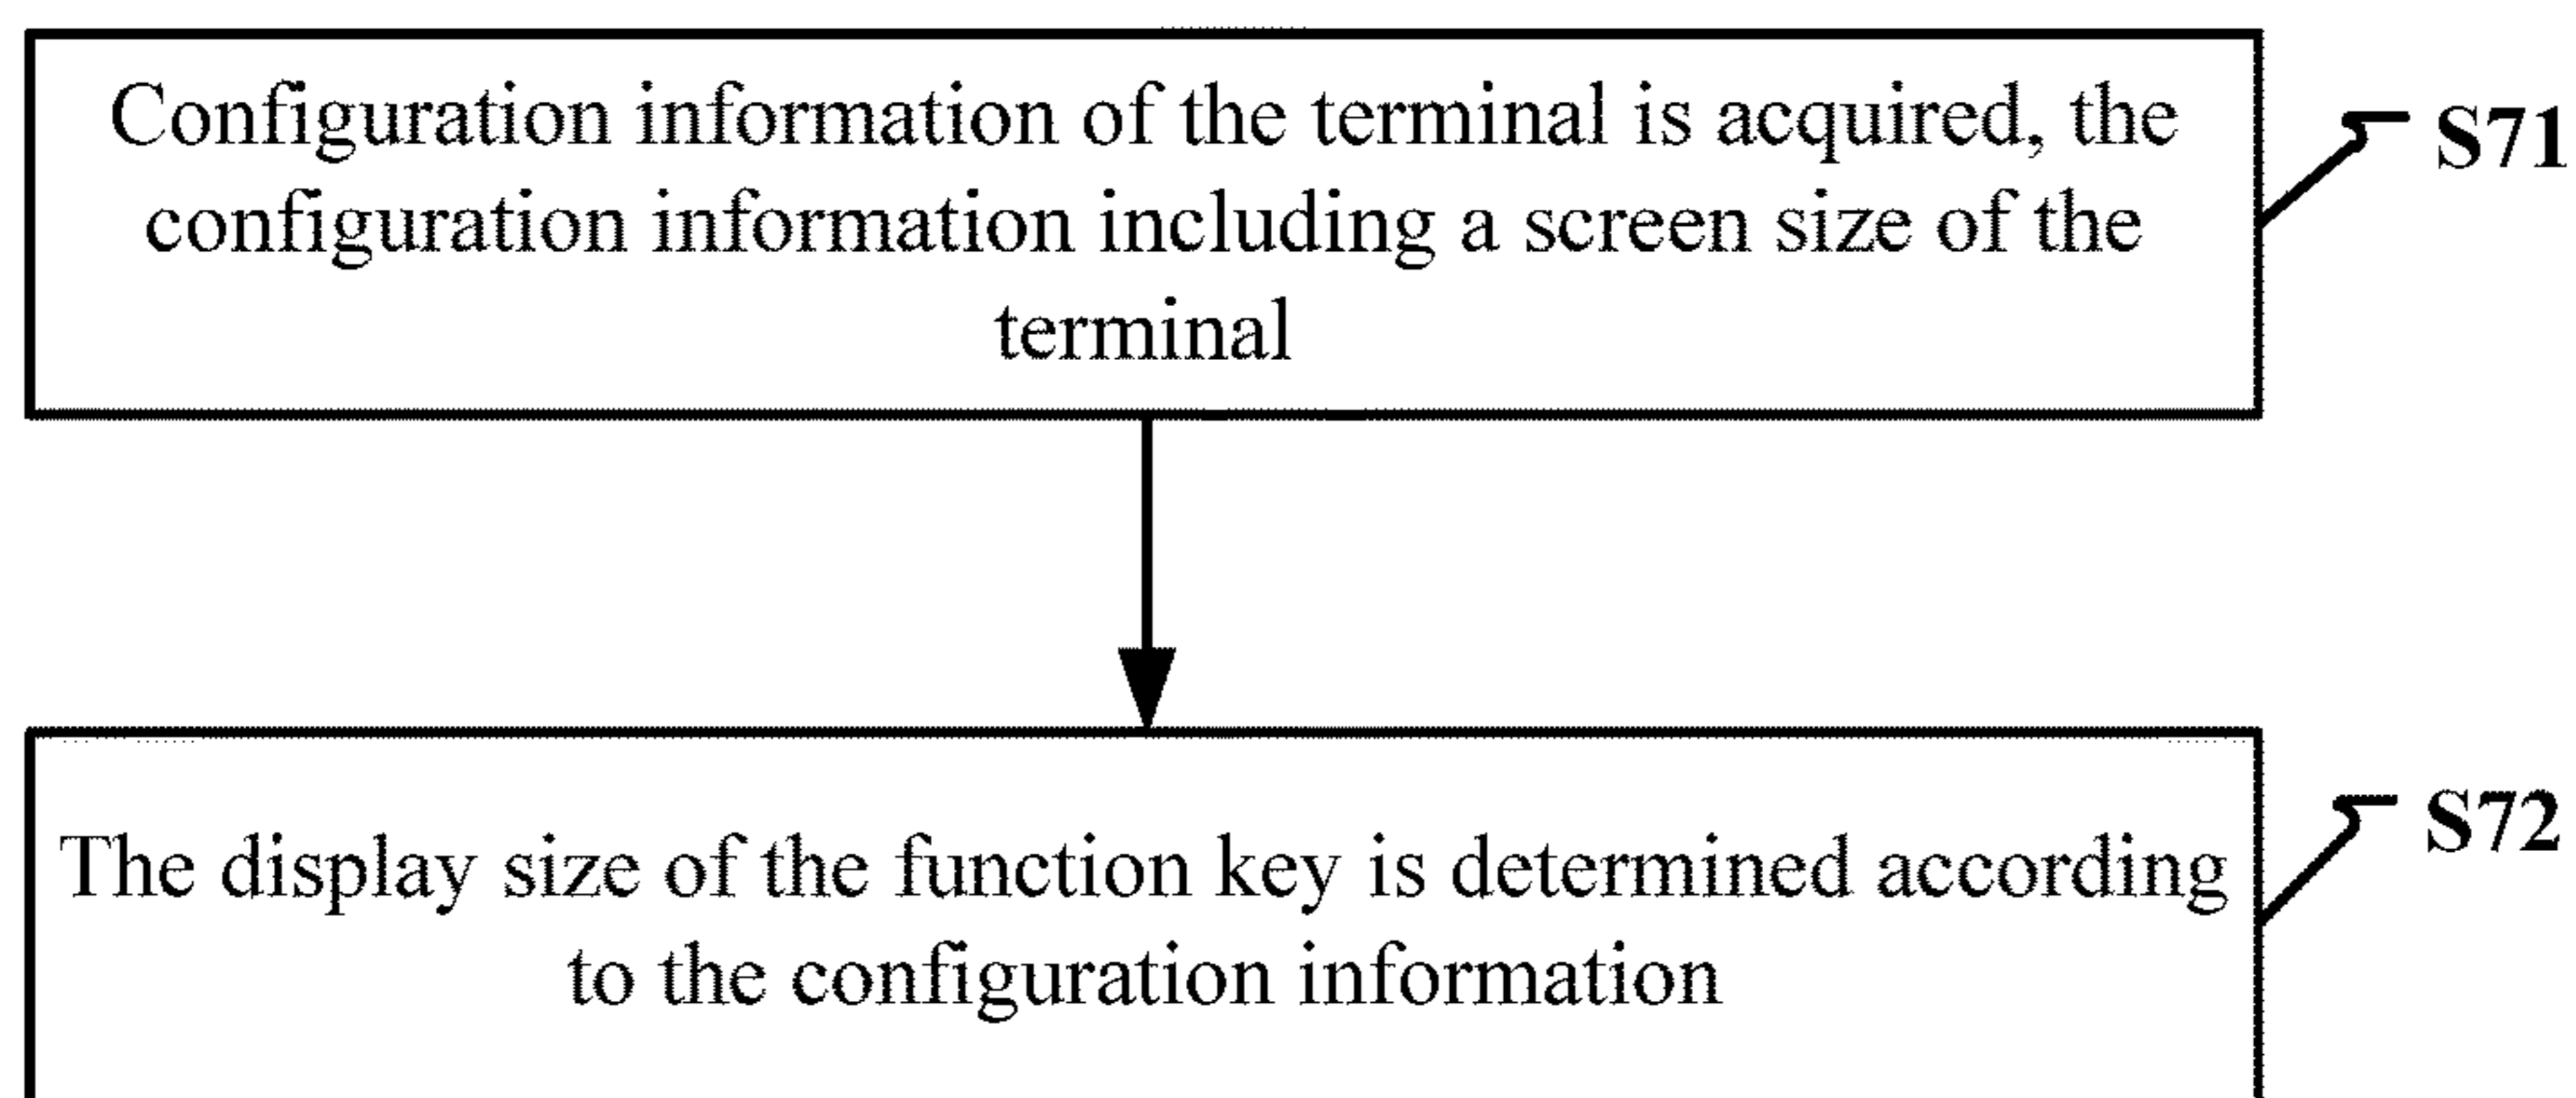 Configuration information of the terminal is acquired, the
configuration information including a screen size of the
terminal
S71
The display size of the function key is determined according
to the configuration information
S72